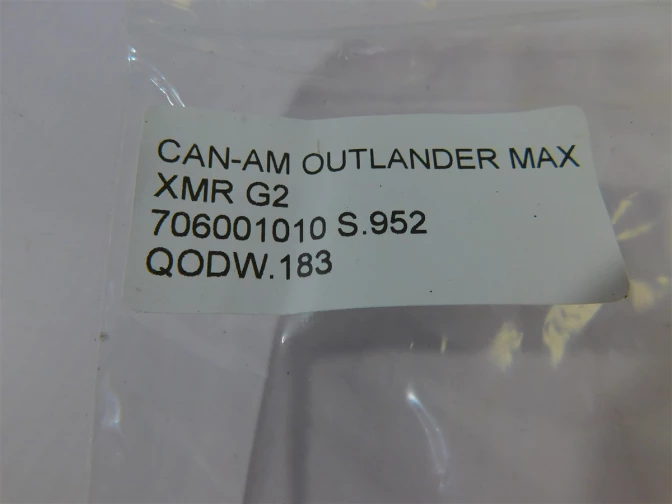 CAN-AM OUTLANDER MAX
XMR G2
706001010 S.952
QODW.183